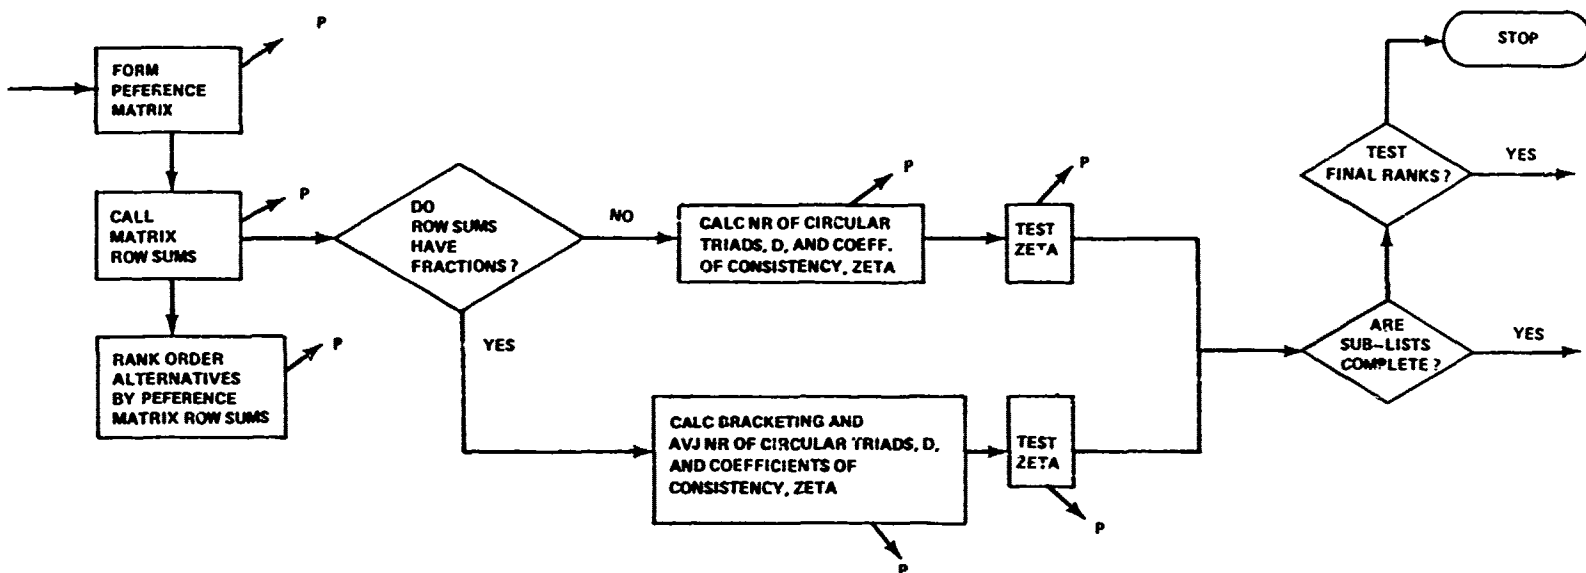 P
FORM
PEFERENCE
MATRIX
P
CALL
MATRIX
ROW SUMS
P
RANK ORDER
ALTERNATIVES
BY PEFERENCE
MATRIX ROW SUMS
DO
ROW SUMS
HAVE
FRACTIONS?
NO
YES
P
CALC NR OF CIRCULAR
TRIADS, D, AND COEFF.
OF CONSISTENCY, ZETA
P
TEST
ZETA
CALC BRACKETING AND
AVJ NR OF CIRCULAR TRIADS, D,
AND COEFFICIENTS OF
CONSISTENCY, ZETA
P
TEST
ZETA
P
STOP
TEST
FINAL RANKS?
YES
ARE
SUB-LISTS
COMPLETE?
YES